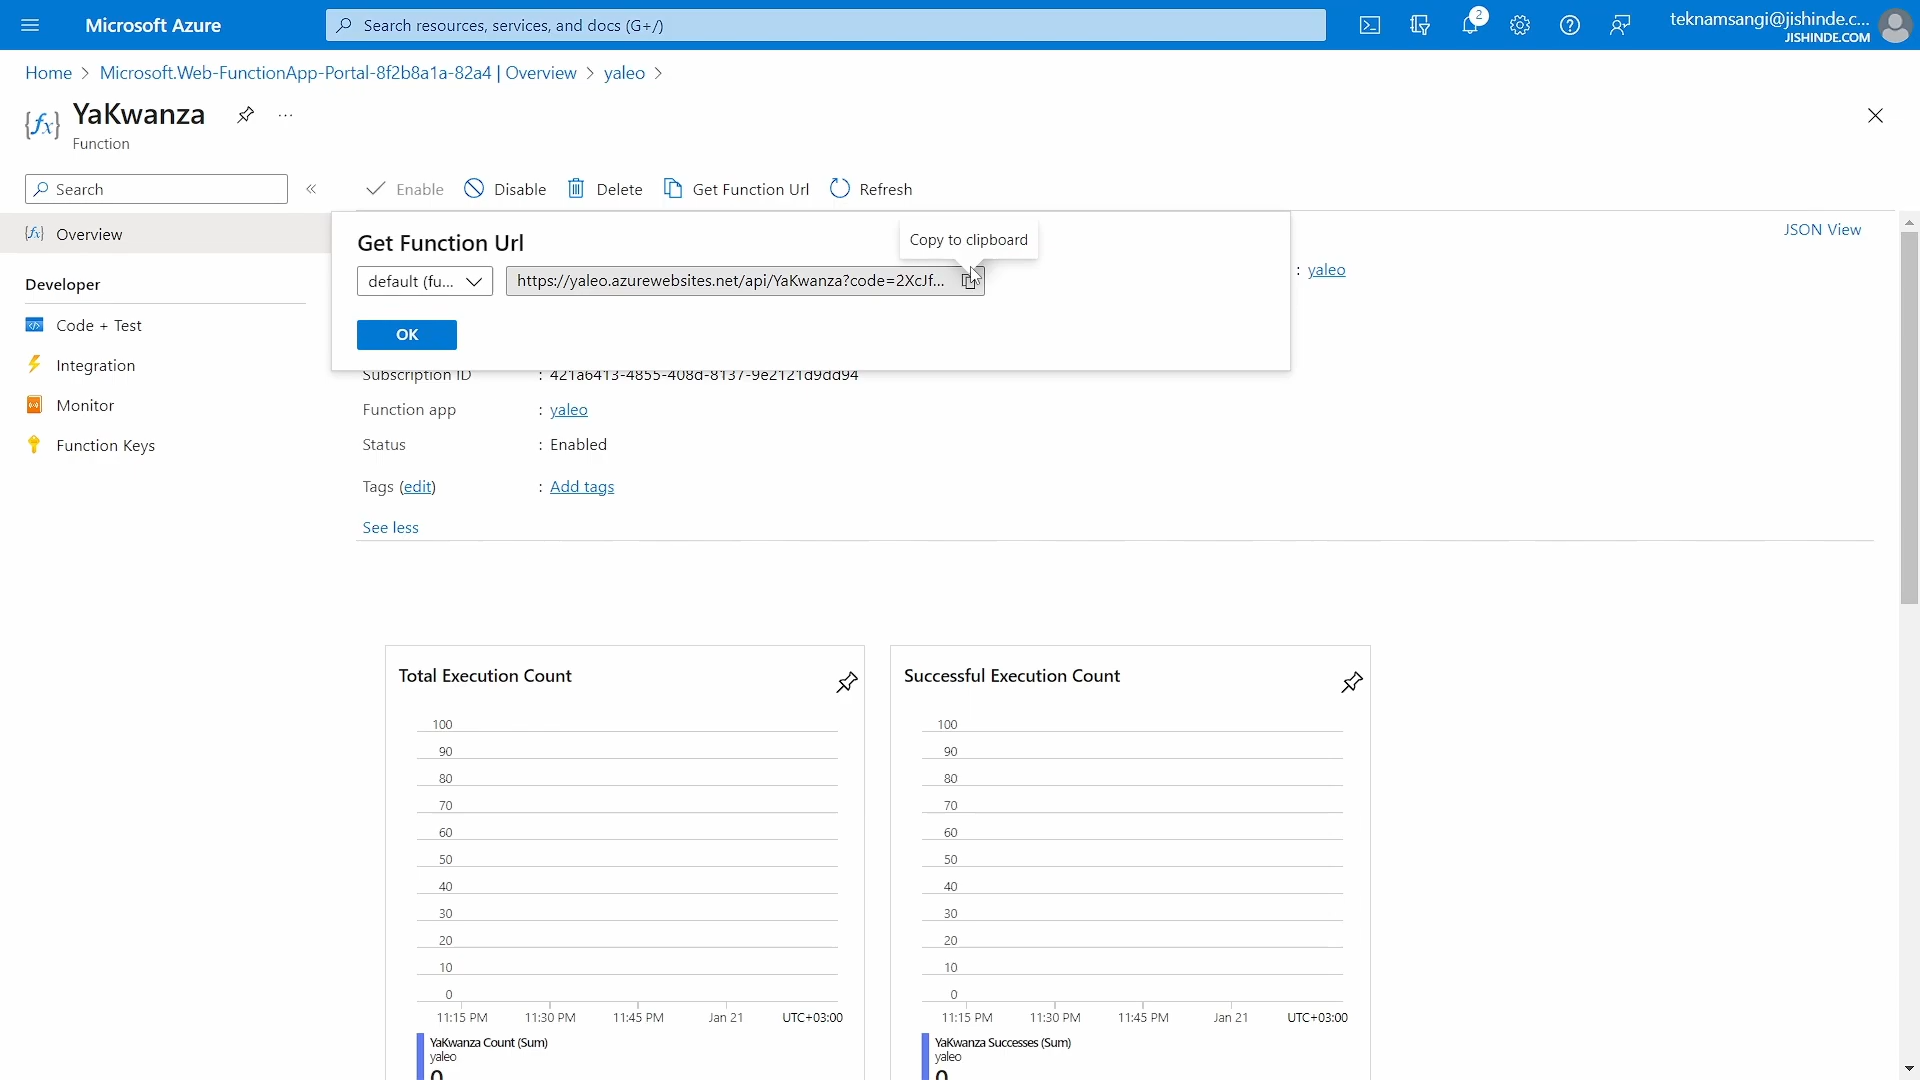 Microsoft Azure
Search resources, services, and docs (G+/)
2
teknamsangi@jishinde.c...
JISHINDE.COM
Home > Microsoft.Web-FunctionApp-Portal-8f2b8a1a-82a4 | Overview > yaleo >
YaKwanza
...
Function
Search
«
Enable
Disable
Delete
Get Function Url
Refresh
Overview
Developer
Code + Test
Integration
Monitor
Function Keys
Get Function Url
Copy to clipboard
default (fu...
https://yaleo.azurewebsites.net/api/YaKwanza?code=2XcJf...
OK
JSON View
: yaleo
Subscription ID : 421a6413-4855-408d-8137-9e2121d9dd94
Function app : yaleo
Status : Enabled
Tags (edit) : Add tags
See less
Total Execution Count
100
90
80
70
60
50
40
30
20
10
0
11:15 PM 11:30 PM 11:45 PM Jan 21 UTC+03:00
YaKwanza Count (Sum)
yaleo
0
Successful Execution Count
100
90
80
70
60
50
40
30
20
10
0
11:15 PM 11:30 PM 11:45 PM Jan 21 UTC+03:00
YaKwanza Successes (Sum)
yaleo
0